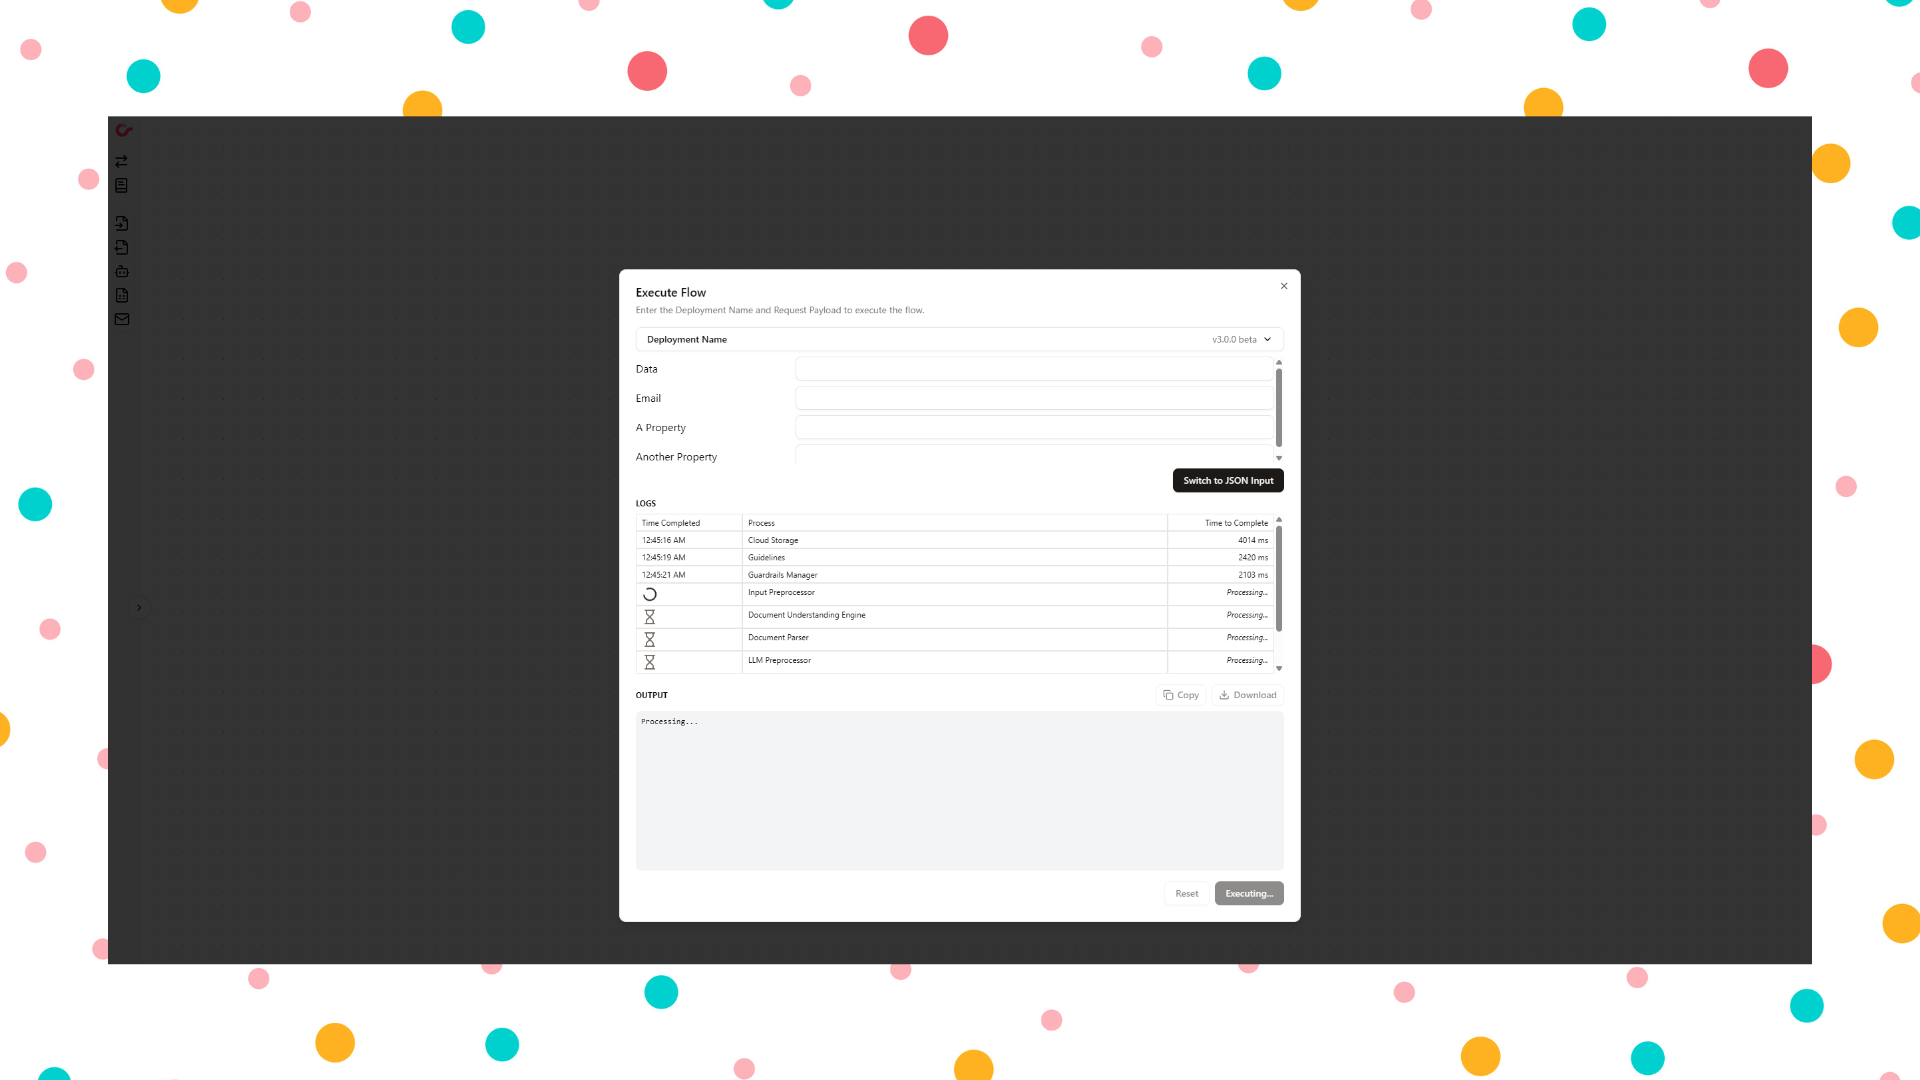 Execute Flow
Enter the Deployment Name and Request Payload to execute the flow.
Deployment Name v3.0.0 beta
Data
Email
A Property
Another Property
Switch to JSON Input
LOGS
Time Completed Process Time to Complete
12:45:16 AM Cloud Storage 4014 ms
12:45:19 AM Guidelines 2420 ms
12:45:21 AM Guardrails Manager 2103 ms
Input Preprocessor Processing...
Document Understanding Engine Processing...
Document Parser Processing...
LLM Preprocessor Processing...
OUTPUT Copy Download
Processing...
Reset Executing...